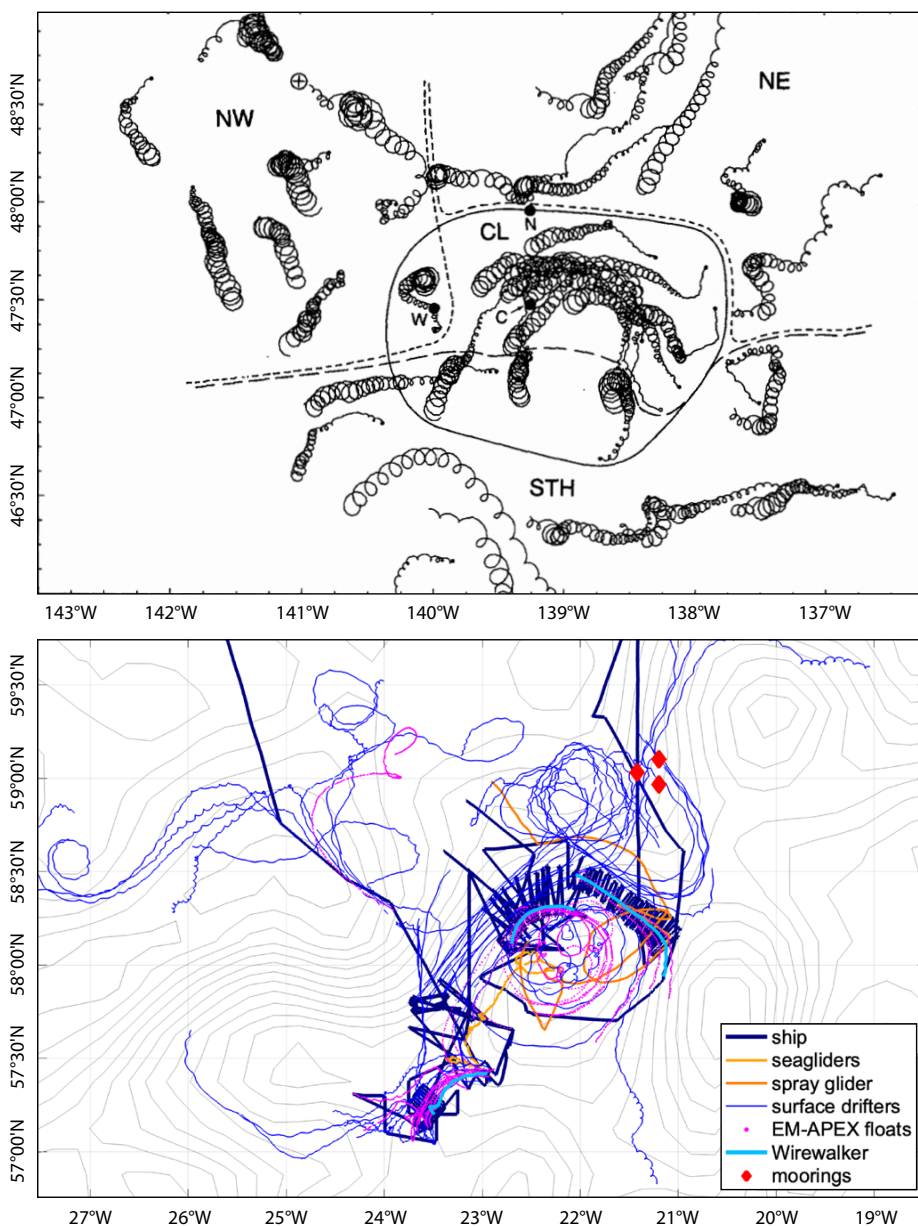 48°30'N
48°00'N
47°30'N
47°00'N
46°30'N
NW
NE
CL
N
W
C
STH
143°W 142°W 141°W 140°W 139°W 138°W 137°W
59°30'N
59°00'N
58°30'N
58°00'N
57°30'N
57°00'N
ship
seagliders
spray glider
surface drifters
EM-APEX floats
Wirewalker
moorings
27°W 26°W 25°W 24°W 23°W 22°W 21°W 20°W 19°W